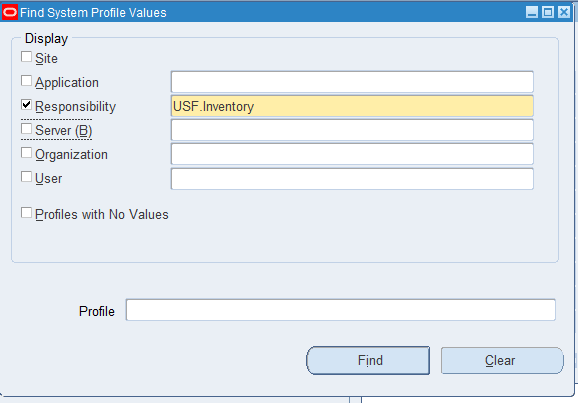 Find System Profile Values
Display
Site
Application
Responsibility USF.Inventory
Server (B)
Organization
User
Profiles with No Values
Profile
Find Clear